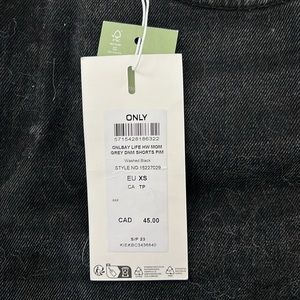 FSC
ONLY
5715428186322
ONLBAY LIFE HW MOM
GREY DNM SHORTS PIM
Washed Black
STYLE NO 15227029
EU XS
CA TP
CAD 45.00
S/F 23